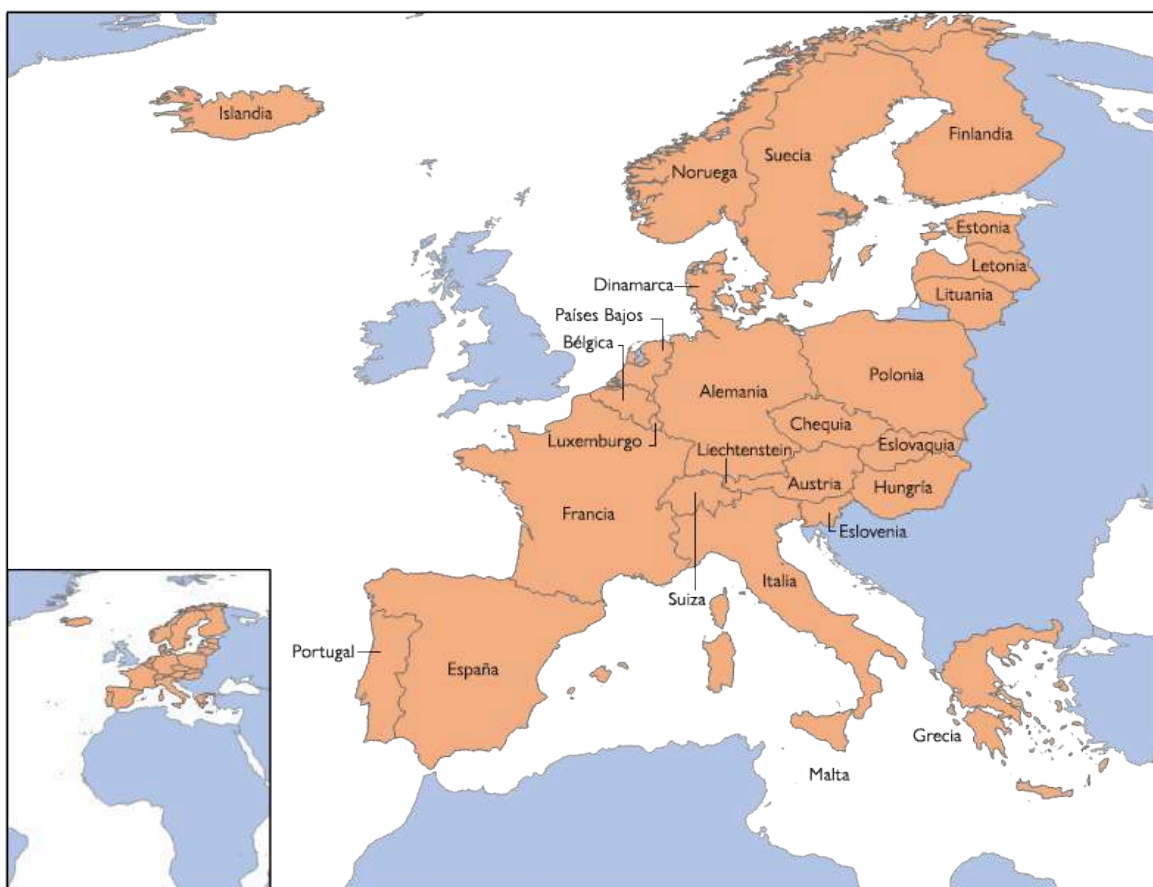 Islandia
Finlandia
Suecia
Noruega
Estonia
Letonia
Dinamarca
Lituania
Países Bajos
Bélgica
Polonia
Alemania
Chequia
Luxemburgo
Eslovaquia
Liechtenstein
Austria
Hungría
Francia
Eslovenia
Italia
Suiza
Portugal
España
Grecia
Malta